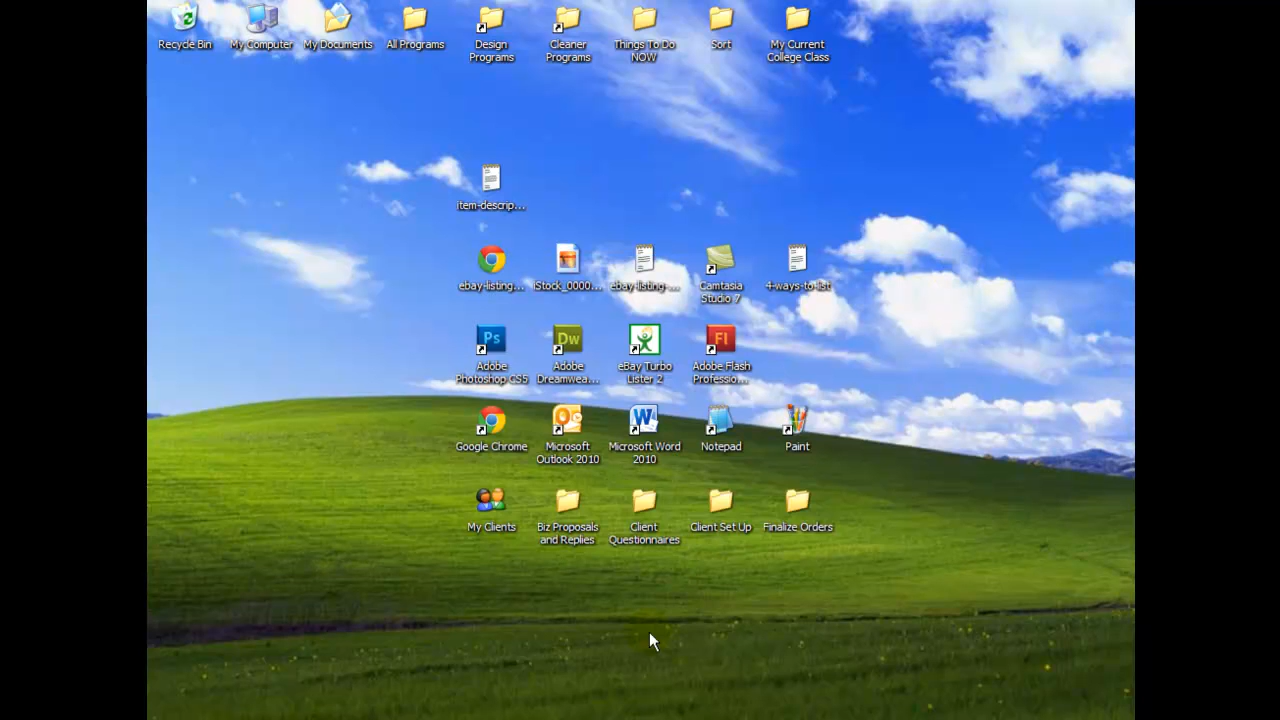 Recycle Bin
My Computer
My Documents
All Programs
Design
Programs
Cleaner
Programs
Things To Do
NOW
Sort
My Current
College Class
item-descrip...
ebay-listing...
iStock_0000...
ebay-listing-...
Camtasia
Studio 7
4-ways-to-list
Ps
Adobe
Photoshop CS5
Dw
Adobe
Dreamwea...
eBay Turbo
Lister 2
Fl
Adobe Flash
Professio...
Google Chrome
Microsoft
Outlook 2010
Microsoft Word
2010
Notepad
Paint
My Clients
Biz Proposals
and Replies
Client
Questionnaires
Client Set Up
Finalize Orders